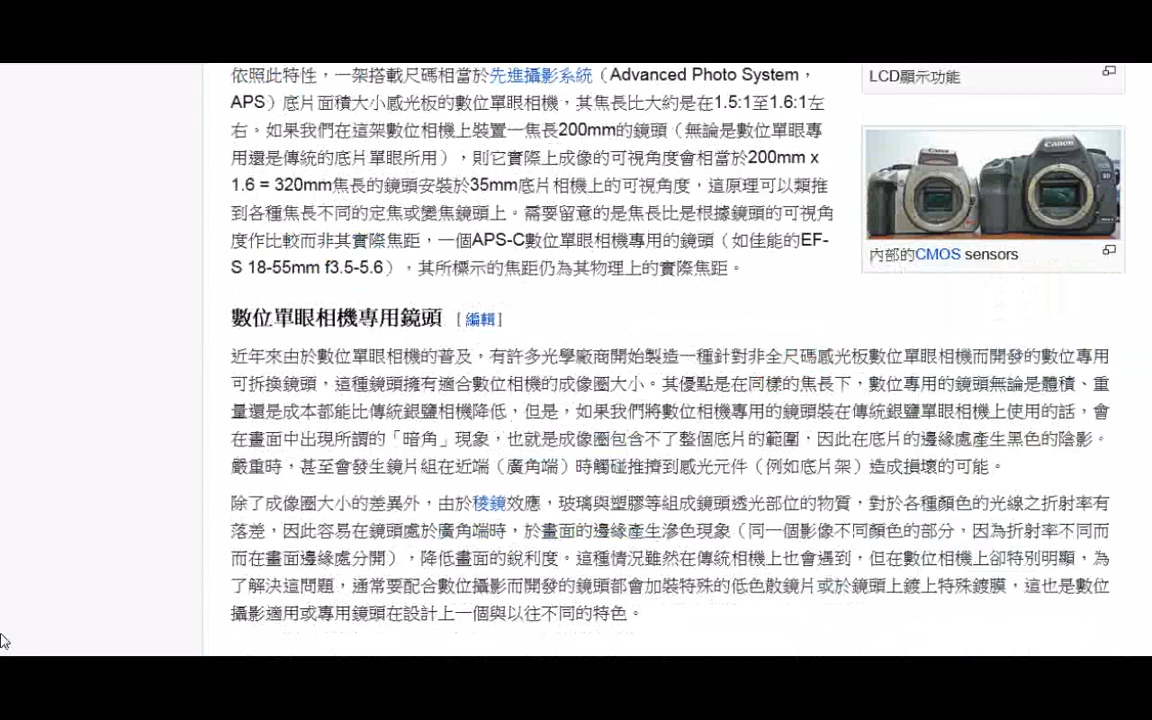 依照此特性，一架搭載尺碼相當於先進攝影系統（Advanced Photo System，
APS）底片面積大小感光板的數位單眼相機，其焦長比大約是在1.5:1至1.6:1左
右。如果我們在這架數位相機上裝置一焦長200mm的鏡頭（無論是數位單眼專
用還是傳統的底片單眼所用），則它實際上成像的可視角度會相當於200mm x
1.6 = 320mm焦長的鏡頭安裝於35mm底片相機上的可視角度，這原理可以類推
到各種焦長不同的定焦或變焦鏡頭上。需要留意的是焦長比是根據鏡頭的可視角
度作比較而非其實際焦距，一個APS-C數位單眼相機專用的鏡頭（如佳能的EF-
S 18-55mm f3.5-5.6），其所標示的焦距仍為其物理上的實際焦距。
LCD顯示功能
Canon
Canon
內部的CMOS sensors
數位單眼相機專用鏡頭 [編輯]
近年來由於數位單眼相機的普及，有許多光學廠商開始製造一種針對非全尺碼感光板數位單眼相機而開發的數位專用
可拆換鏡頭，這種鏡頭擁有適合數位相機的成像圈大小。其優點是在同樣的焦長下，數位專用的鏡頭無論是體積、重
量還是成本都能比傳統銀鹽相機降低，但是，如果我們將數位相機專用的鏡頭裝在傳統銀鹽單眼相機上使用的話，會
在畫面中出現所謂的「暗角」現象，也就是成像圈包含不了整個底片的範圍，因此在底片的邊緣處產生黑色的陰影。
嚴重時，甚至會發生鏡片組在近端（廣角端）時觸碰推擠到感光元件（例如底片架）造成損壞的可能。
除了成像圈大小的差異外，由於稜鏡效應，玻璃與塑膠等組成鏡頭透光部位的物質，對於各種顏色的光線之折射率有
落差，因此容易在鏡頭處於廣角端時，於畫面的邊緣產生滲色現象（同一個影像不同顏色的部分，因為折射率不同而
而在畫面邊緣處分開），降低畫面的銳利度。這種情況雖然在傳統相機上也會遇到，但在數位相機上卻特別明顯，為
了解決這問題，通常要配合數位攝影而開發的鏡頭都會加裝特殊的低色散鏡片或於鏡頭上鍍上特殊鍍膜，這也是數位
攝影適用或專用鏡頭在設計上一個與以往不同的特色。